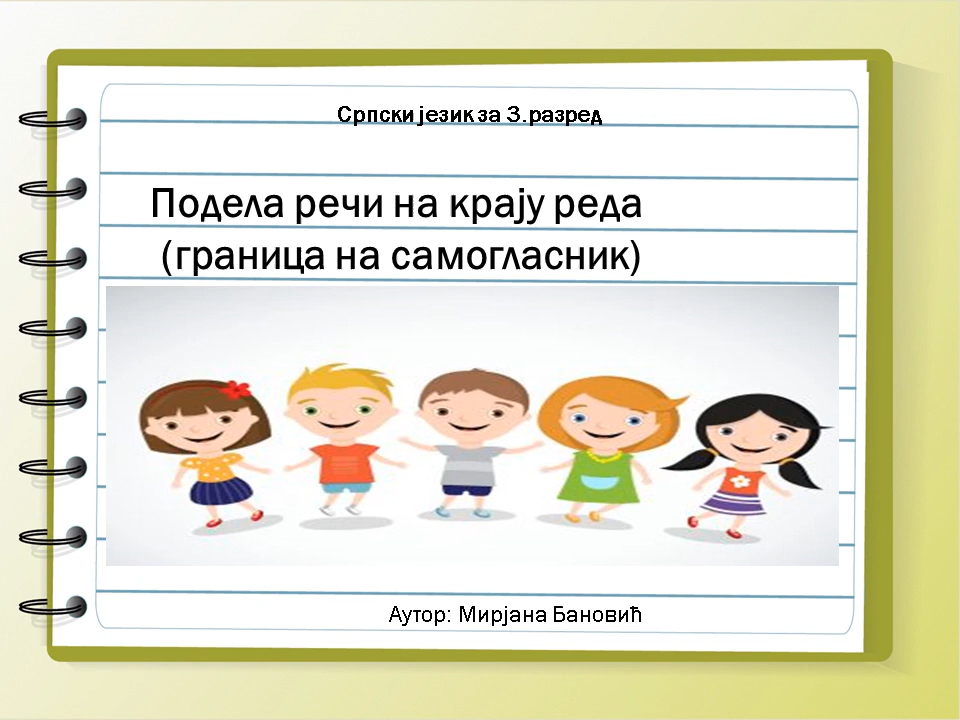 Српски језик за 3.разред
Подела речи на крају реда
(граница на самогласник)
Аутор: Мирјана Бановић